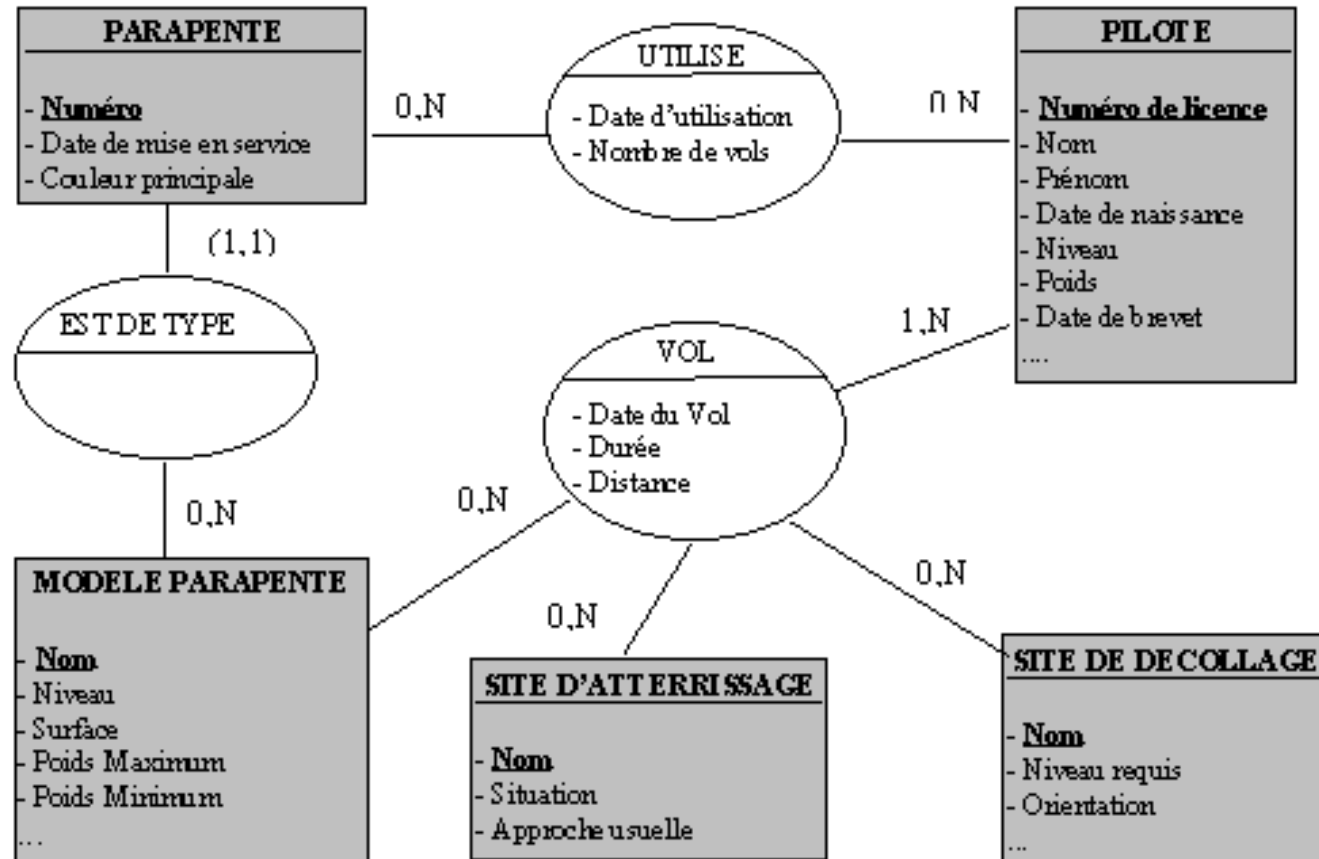 PARAPENTE
- Numéro
- Date de mise en service
- Couleur principale
0,N
UTILISE
- Date d'utilisation
- Nombre de vols
0 N
PILOTE
- Numéro de licence
- Nom
- Prénom
- Date de naissance
- Niveau
- Poids
- Date de brevet
....
(1,1)
EST DE TYPE
0,N
VOL
- Date du Vol
- Durée
- Distance
1,N
0,N
0,N
0,N
MODELE PARAPENTE
- Nom
- Niveau
- Surface
- Poids Maximum
- Poids Minimum
...
SITE D'ATTERRISSAGE
- Nom
- Situation
- Approche usuelle
SITE DE DECOLLAGE
- Nom
- Niveau requis
- Orientation
...